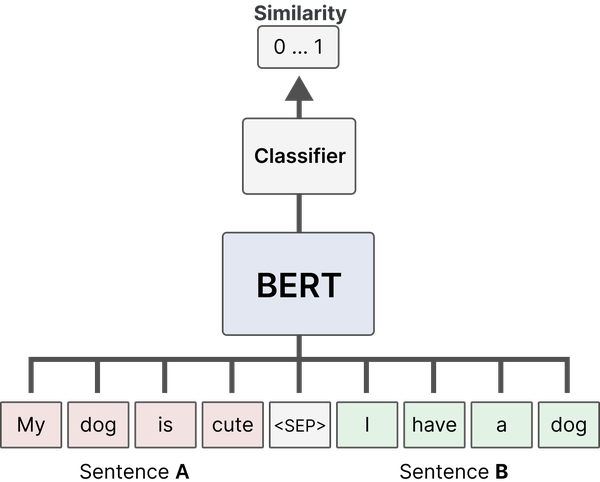 Similarity
0 ... 1
Classifier
BERT
My dog is cute <SEP> I have a dog
Sentence A Sentence B